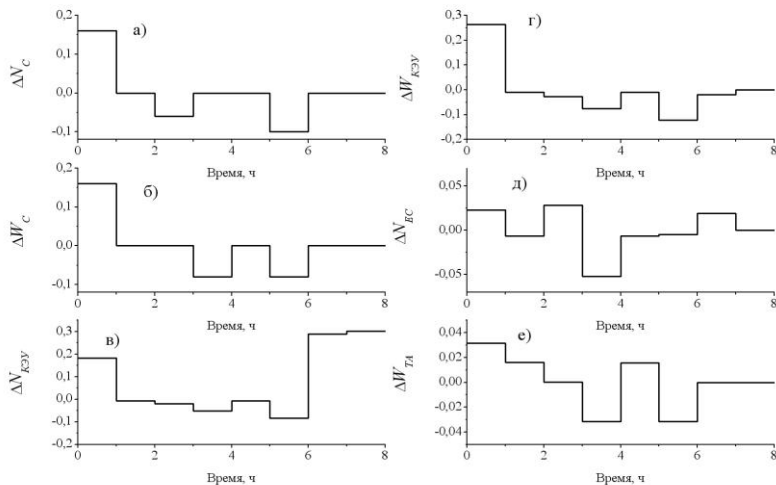 а)
ΔN_C
0,2
0,1
0,0
-0,1
0 2 4 6 8
Время, ч
б)
ΔW_C
0,2
0,1
0,0
-0,1
0 2 4 6 8
Время, ч
в)
ΔN_КЭУ
0,3
0,2
0,1
0,0
-0,1
-0,2
0 2 4 6 8
Время, ч
г)
ΔW_КЭУ
0,3
0,2
0,1
0,0
-0,1
-0,2
0 2 4 6 8
Время, ч
д)
ΔN_ЕС
0,05
0,00
-0,05
0 2 4 6 8
Время, ч
е)
ΔW_ТА
0,04
0,02
0,00
-0,02
-0,04
0 2 4 6 8
Время, ч